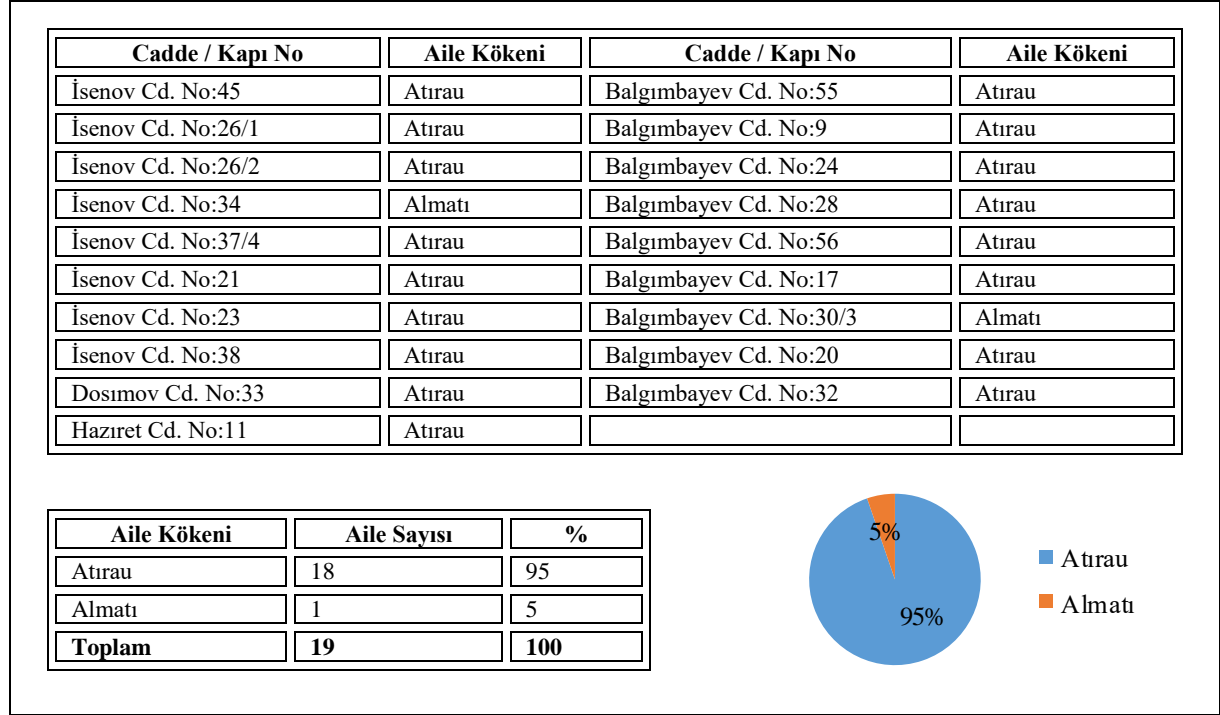 Cadde / Kapı No Aile Kökeni Cadde / Kapı No Aile Kökeni
İsenov Cd. No:45 Atırau Balgımbayev Cd. No:55 Atırau
İsenov Cd. No:26/1 Atırau Balgımbayev Cd. No:9 Atırau
İsenov Cd. No:26/2 Atırau Balgımbayev Cd. No:24 Atırau
İsenov Cd. No:34 Almatı Balgımbayev Cd. No:28 Atırau
İsenov Cd. No:37/4 Atırau Balgımbayev Cd. No:56 Atırau
İsenov Cd. No:21 Atırau Balgımbayev Cd. No:17 Atırau
İsenov Cd. No:23 Atırau Balgımbayev Cd. No:30/3 Almatı
İsenov Cd. No:38 Atırau Balgımbayev Cd. No:20 Atırau
Dosımov Cd. No:33 Atırau Balgımbayev Cd. No:32 Atırau
Hazıret Cd. No:11 Atırau
Aile Kökeni Aile Sayısı %
Atırau 18 95
Almatı 1 5
Toplam 19 100
5%
95%
Atırau
Almatı